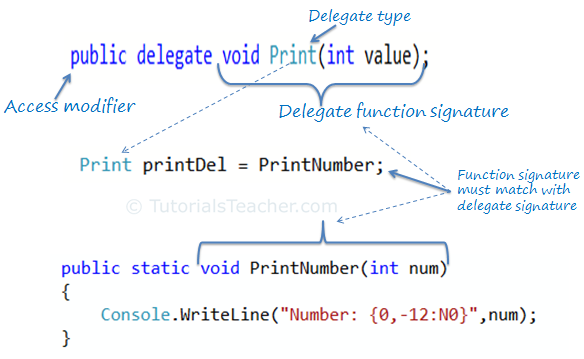 Delegate type
public delegate void Print(int value);
Access modifier
Delegate function signature
Print printDel = PrintNumber;
Function signature
must match with
delegate signature
© TutorialsTeacher.com
public static void PrintNumber(int num)
{
Console.WriteLine("Number: {0,-12:N0}",num);
}